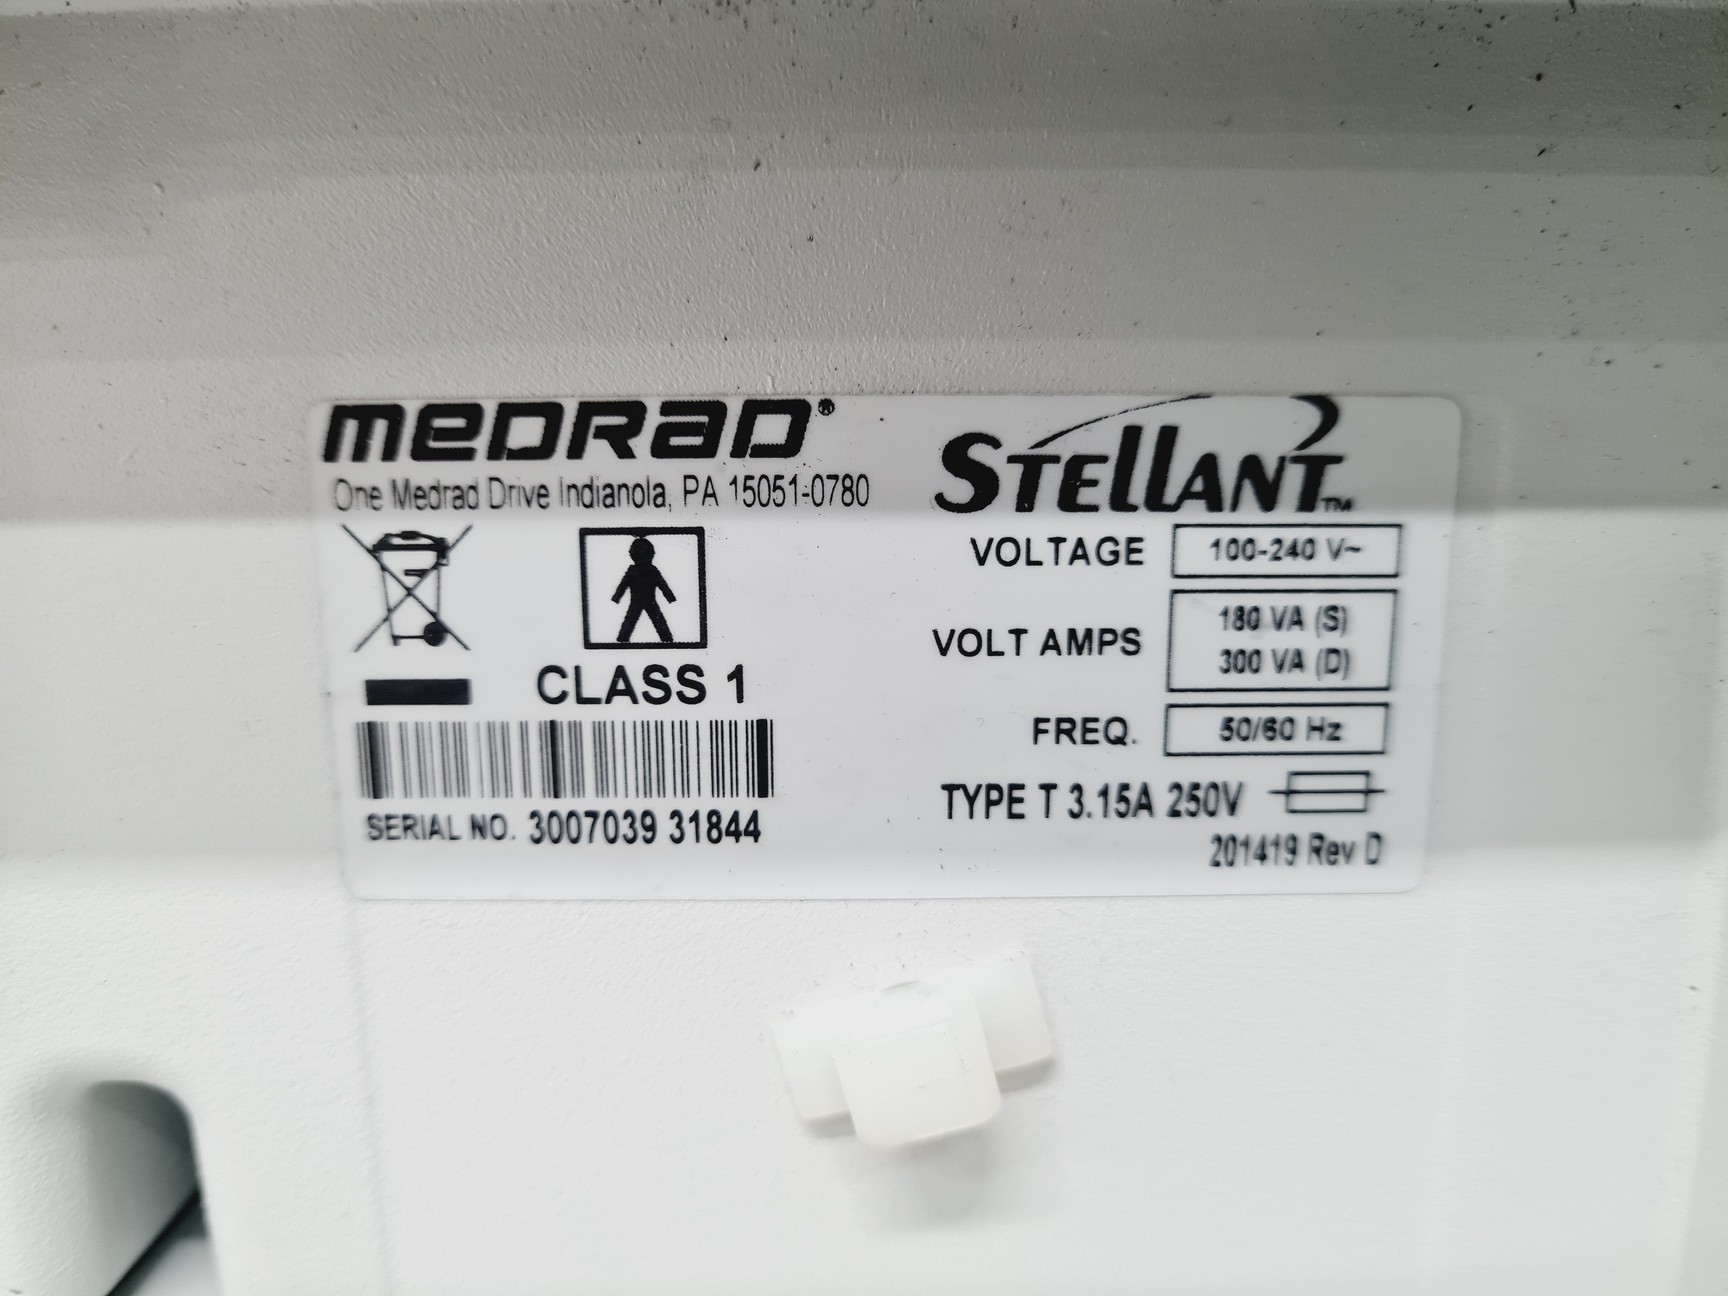 MEDRAD®
One Medrad Drive Indianola, PA 15051-0780
CLASS 1
SERIAL NO. 3007039 31844
STELLANT™
VOLTAGE 100-240 V~
VOLT AMPS 180 VA (S)
300 VA (D)
FREQ. 50/60 Hz
TYPE T 3.15A 250V
201419 Rev D